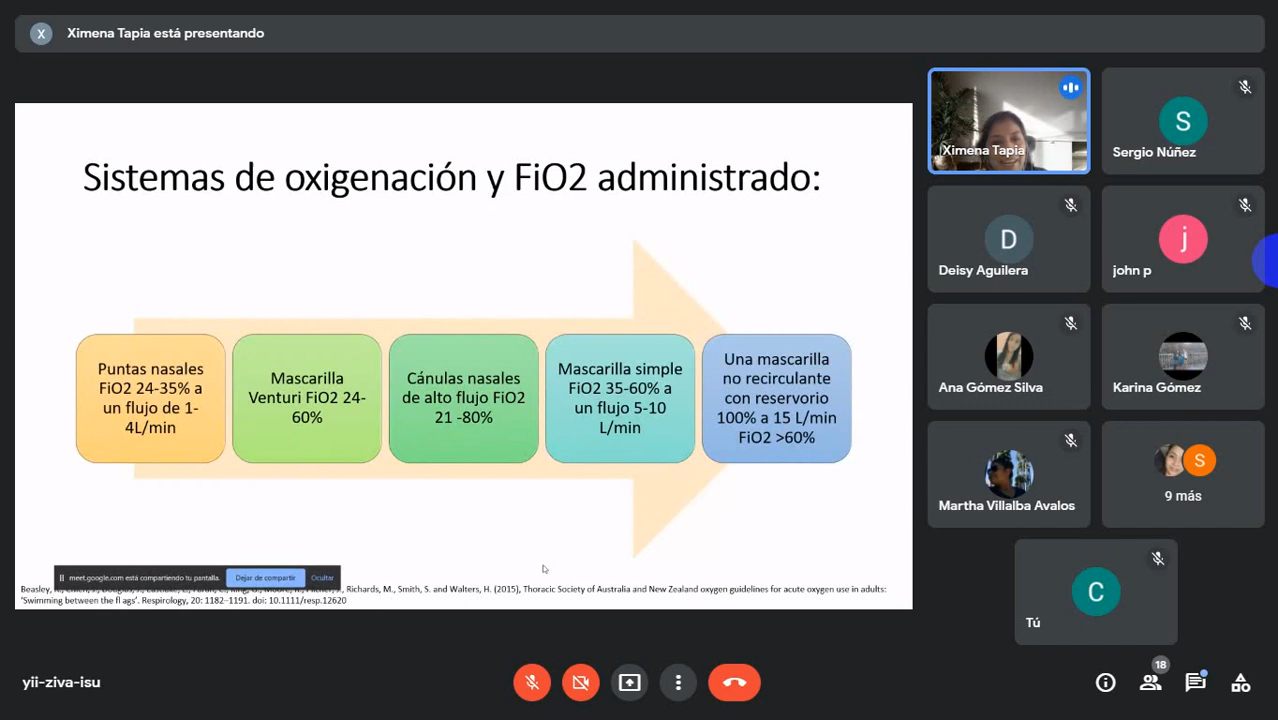 X
Ximena Tapia está presentando
Sistemas de oxigenación y FiO2 administrado:
Puntas nasales
FiO2 24-35% a
un flujo de 1-
4L/min
Mascarilla
Venturi FiO2 24-
60%
Cánulas nasales
de alto flujo FiO2
21 -80%
Mascarilla simple
FiO2 35-60% a
un flujo 5-10
L/min
Una mascarilla
no recirculante
con reservorio
100% a 15 L/min
FiO2 >60%
meet.google.com está compartiendo tu pantalla.
Dejar de compartir
Ocultar
Beasley, Richards, M., Smith, S. and Walters, H. (2015), Thoracic Society of Australia and New Zealand oxygen guidelines for acute oxygen use in adults:
'Swimming between the fl ags'. Respirology, 20: 1182–1191. doi: 10.1111/resp.12620
Ximena Tapia
S
Sergio Núñez
D
Deisy Aguilera
j
john p
Ana Gómez Silva
Karina Gómez
Martha Villalba Avalos
S
9 más
C
Tú
yii-ziva-isu
18